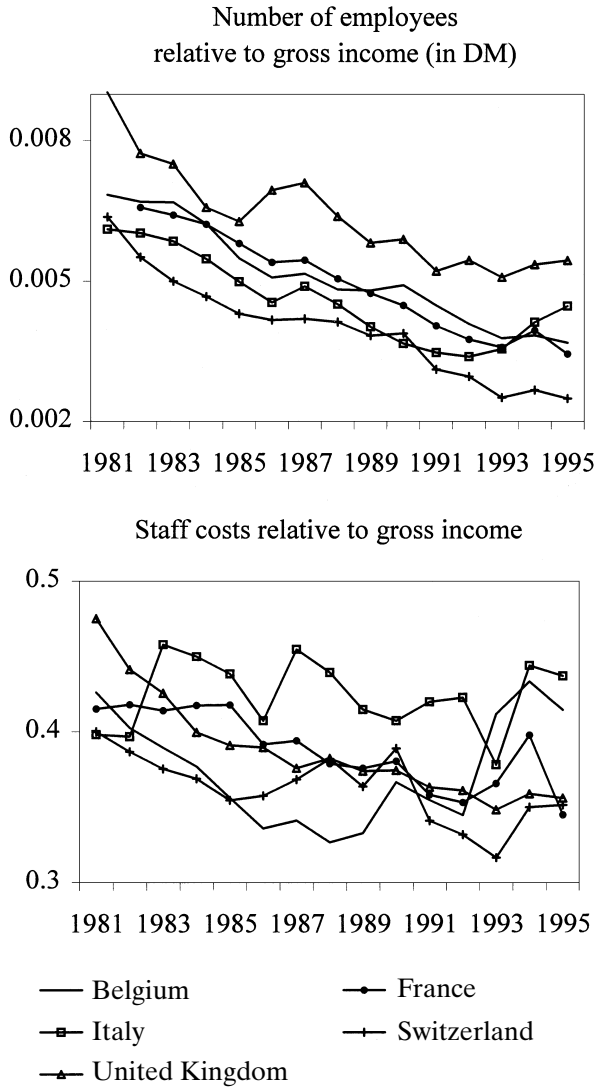 Number of employees
relative to gross income (in DM)
0.008
0.005
0.002
1981 1983 1985 1987 1989 1991 1993 1995
Staff costs relative to gross income
0.5
0.4
0.3
1981 1983 1985 1987 1989 1991 1993 1995
Belgium France
Italy Switzerland
United Kingdom